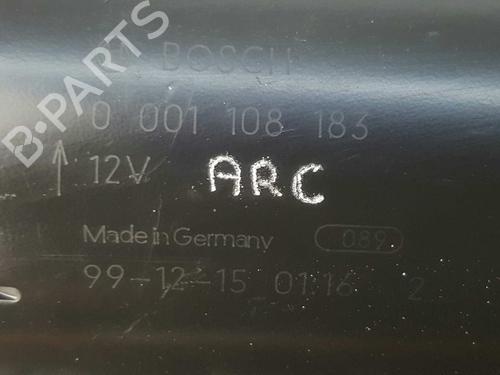 B-PARTS
BOSCH
0 001 108 183
12V
ARC
Made in Germany 089
99-12-15 01:16 2